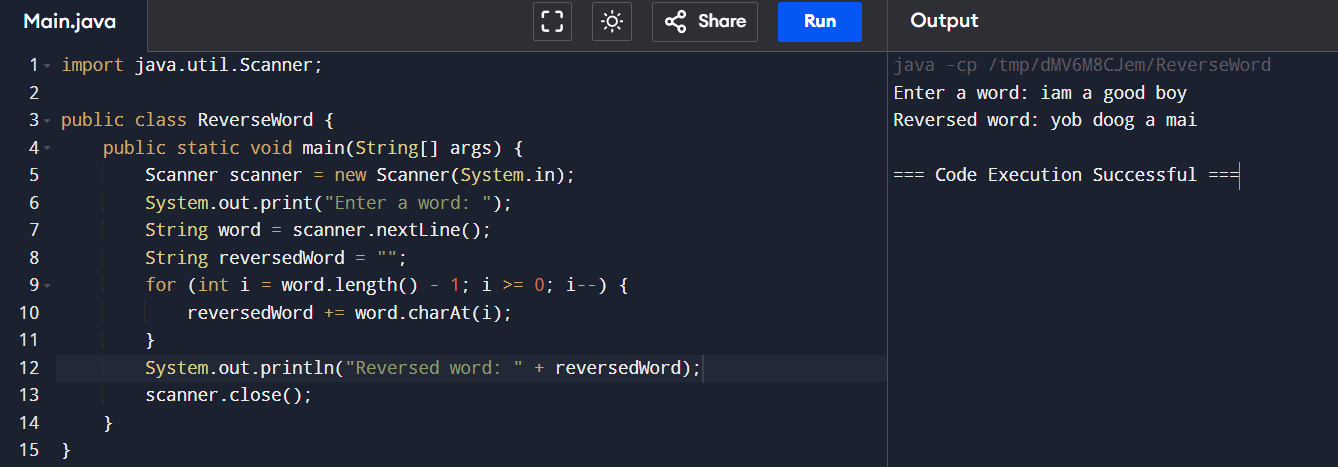 Main.java
Share
Run
Output
1 import java.util.Scanner;
2
3 public class ReverseWord {
4     public static void main(String[] args) {
5         Scanner scanner = new Scanner(System.in);
6         System.out.print("Enter a word: ");
7         String word = scanner.nextLine();
8         String reversedWord = "";
9         for (int i = word.length() - 1; i >= 0; i--) {
10             reversedWord += word.charAt(i);
11         }
12         System.out.println("Reversed word: " + reversedWord);
13         scanner.close();
14     }
15 }
java -cp /tmp/dMV6M8CJem/ReverseWord
Enter a word: iam a good boy
Reversed word: yob doog a mai
=== Code Execution Successful ===